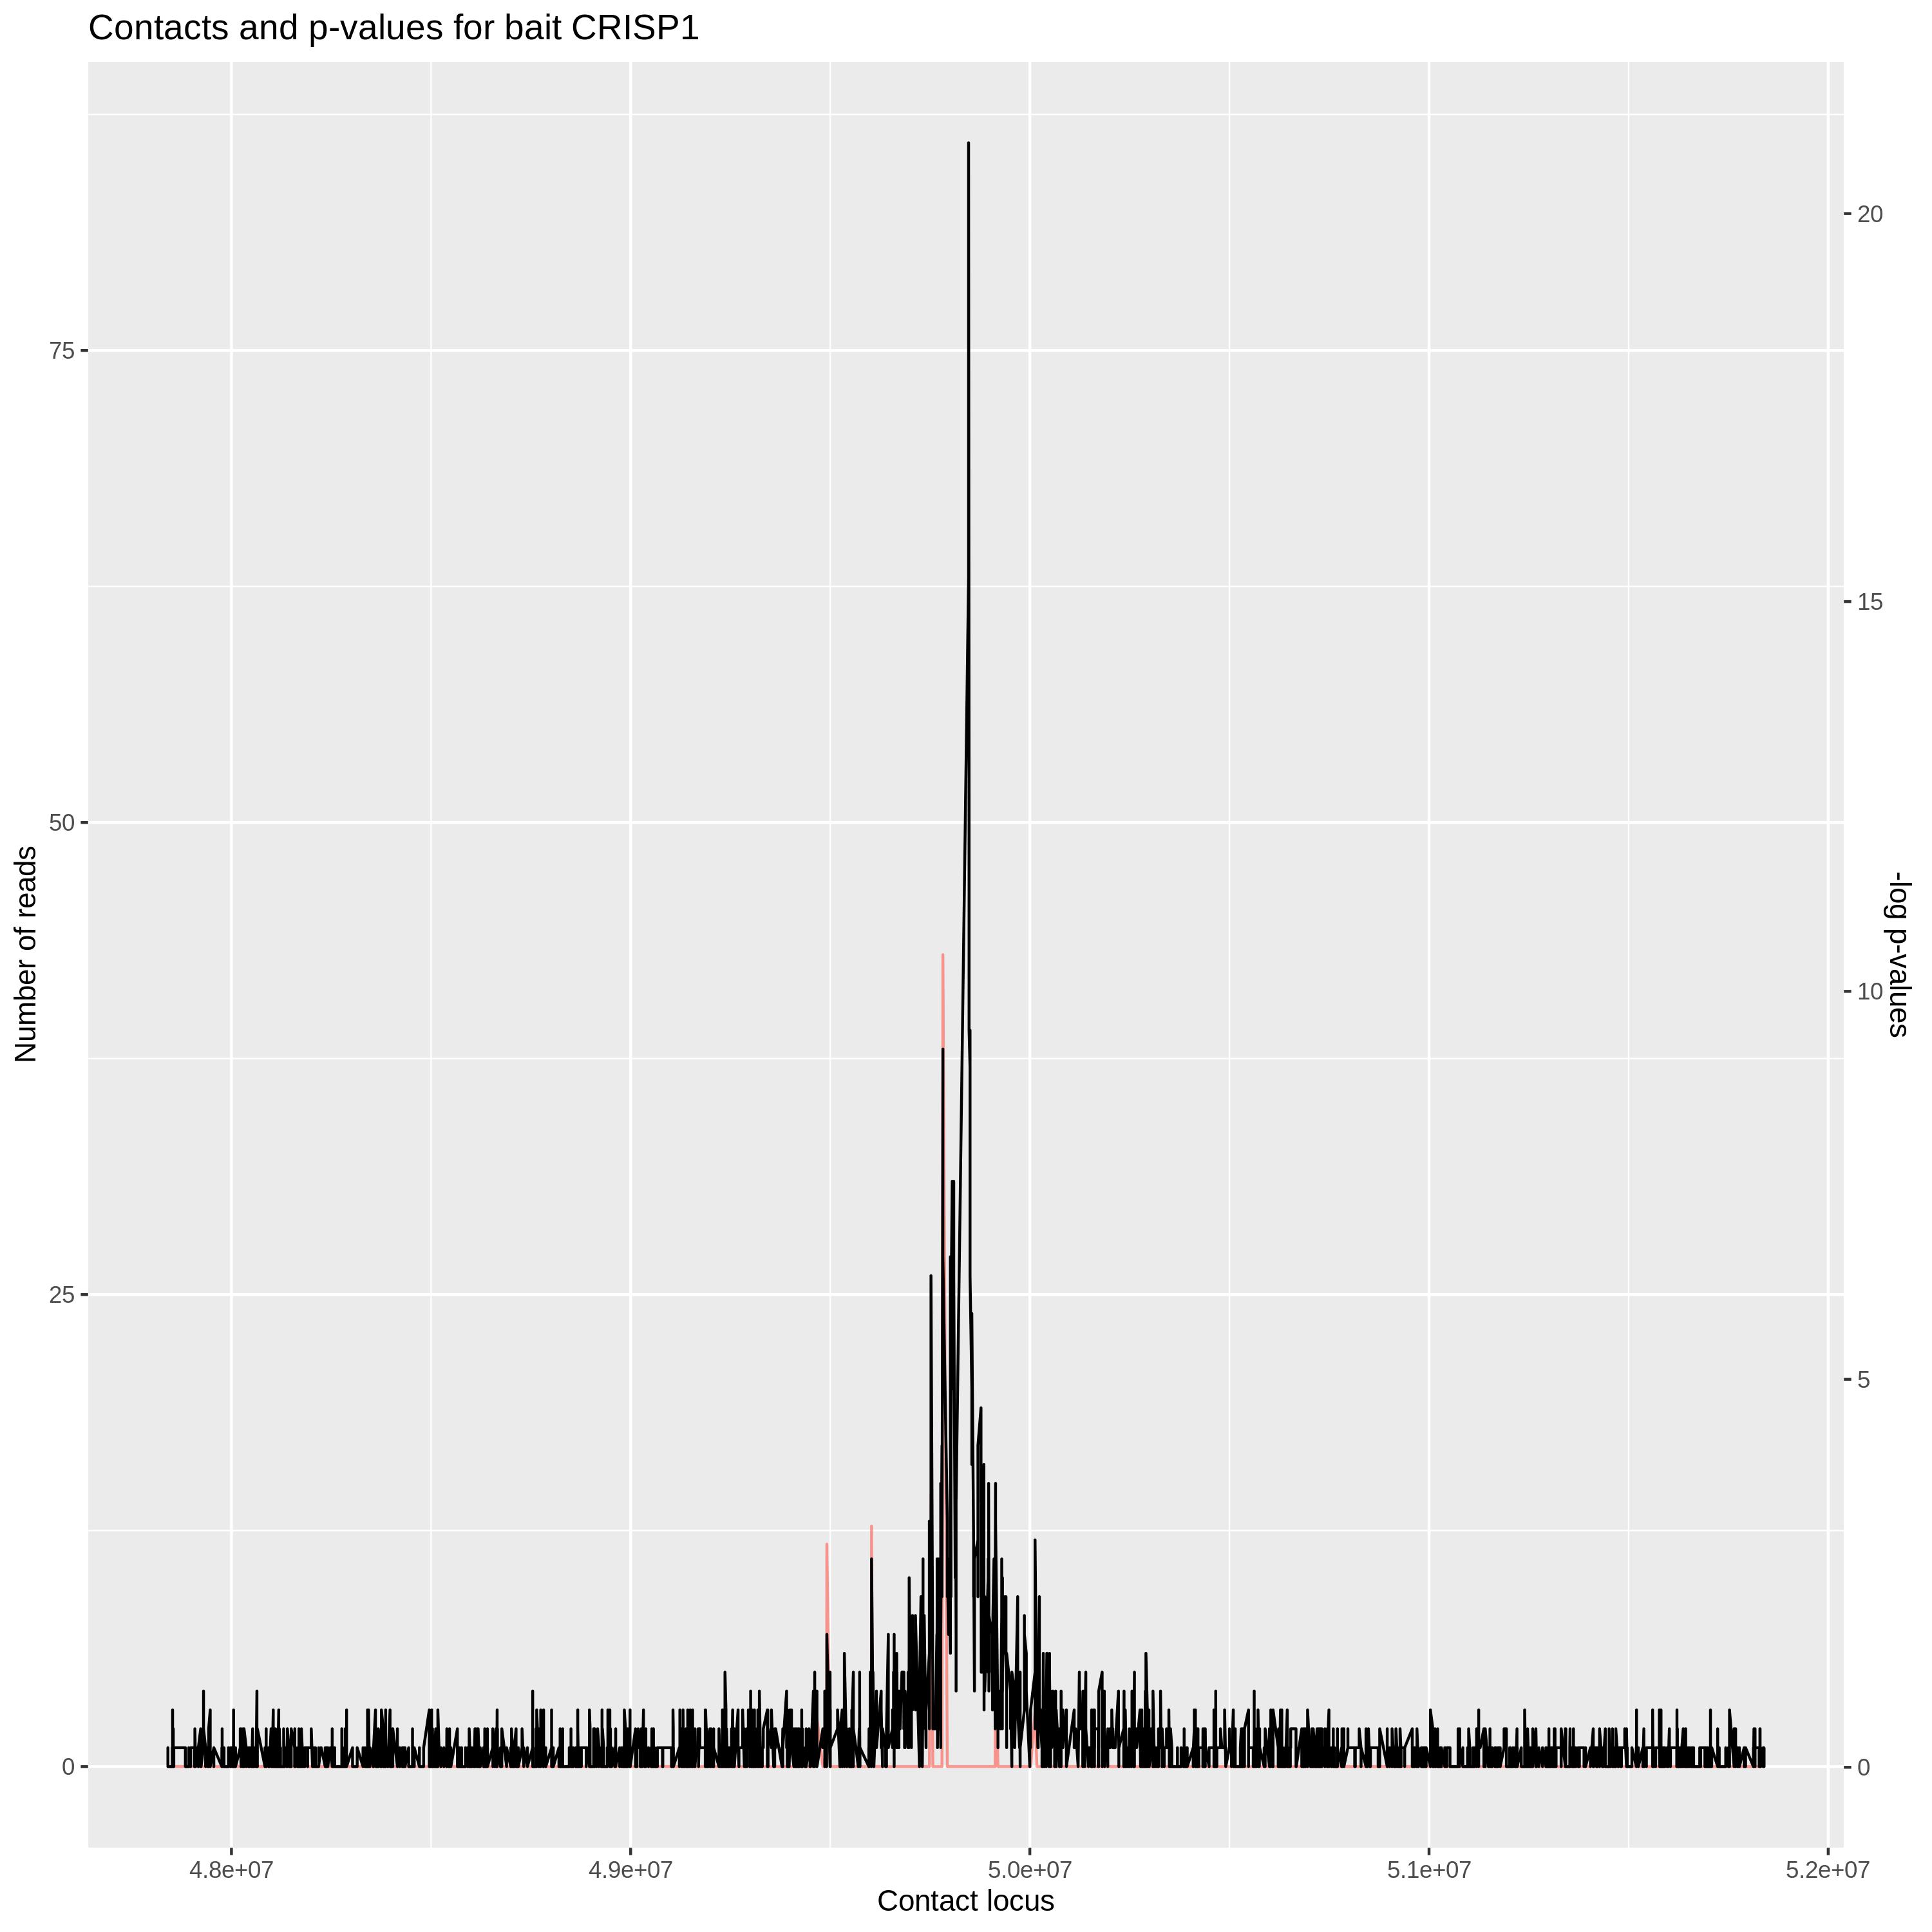 Contacts and p-values for bait CRISP1
75
50
25
0
Number of reads
20
15
10
5
0
-log p-values
4.8e+07
4.9e+07
5.0e+07
5.1e+07
5.2e+07
Contact locus